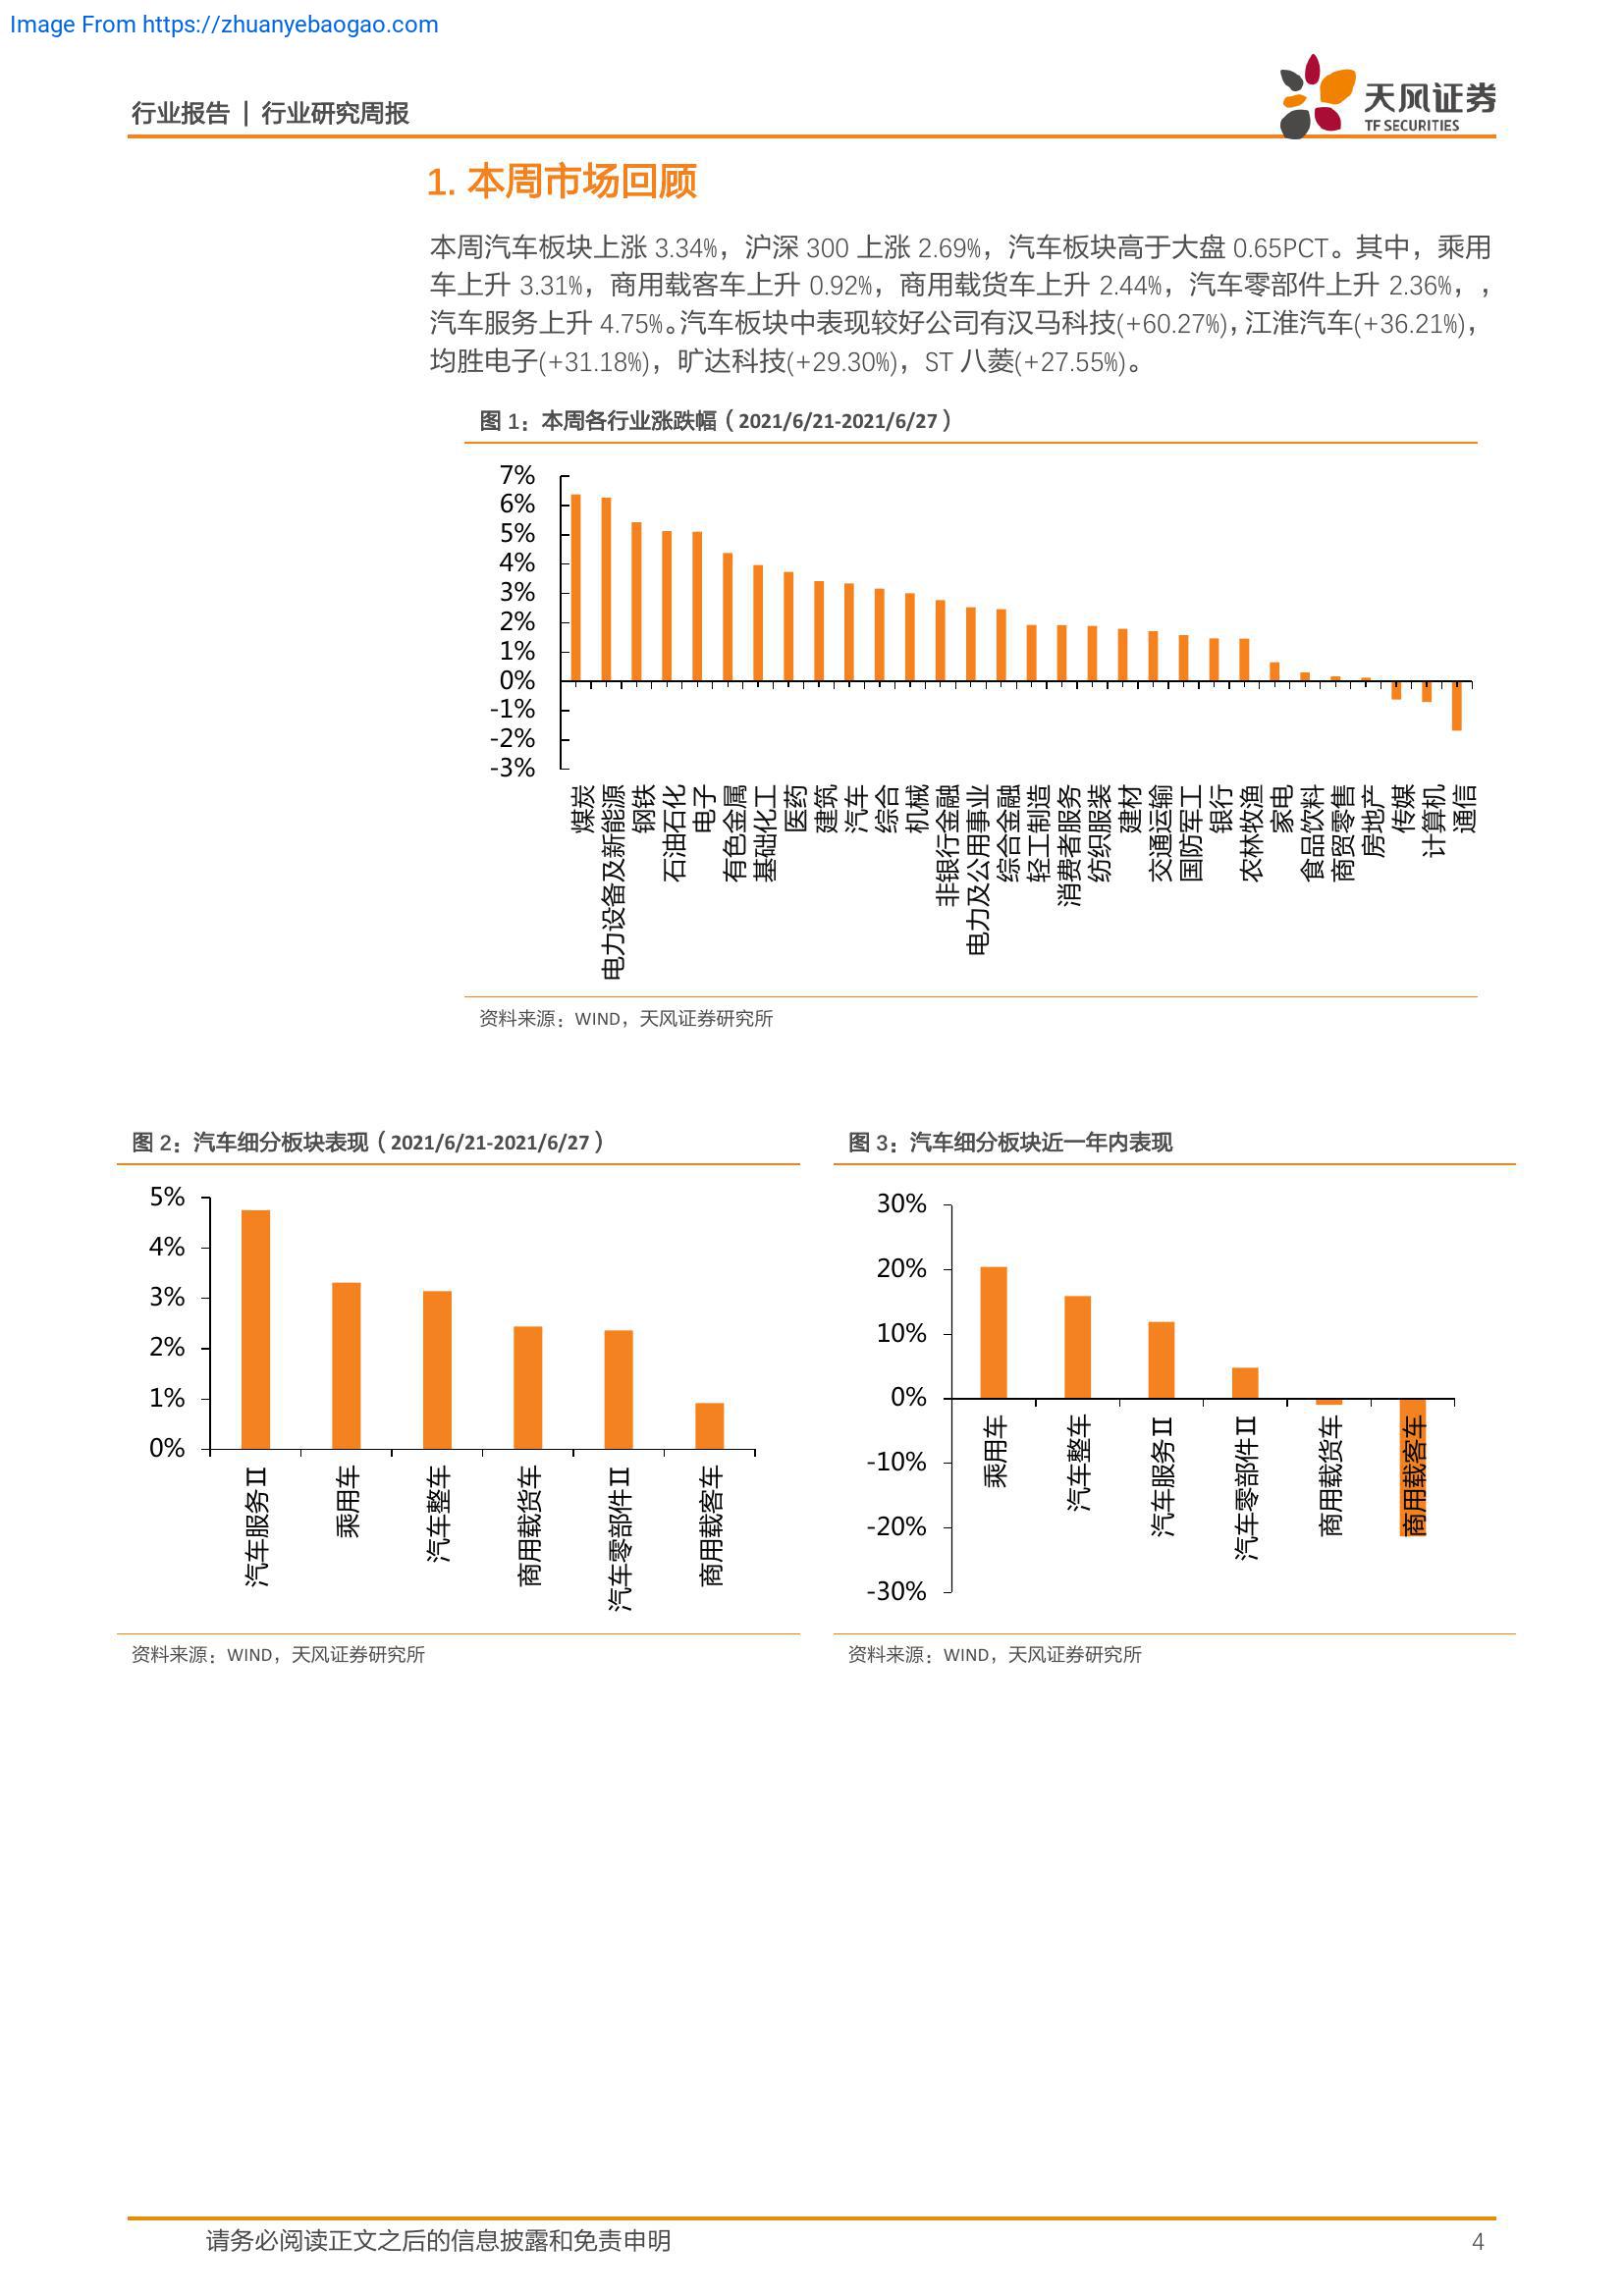 Image From https://zhuanyebaogao.com
行业报告 | 行业研究周报
天风证券
TF SECURITIES
1. 本周市场回顾
本周汽车板块上涨 3.34%，沪深 300 上涨 2.69%，汽车板块高于大盘 0.65PCT。其中，乘用
车上升 3.31%，商用载客车上升 0.92%，商用载货车上升 2.44%，汽车零部件上升 2.36%，，
汽车服务上升 4.75%。汽车板块中表现较好公司有汉马科技(+60.27%)，江淮汽车(+36.21%)，
均胜电子(+31.18%)，旷达科技(+29.30%)，ST 八菱(+27.55%)。
图 1：本周各行业涨跌幅（2021/6/21-2021/6/27）
7%
6%
5%
4%
3%
2%
1%
0%
-1%
-2%
-3%
煤炭
电力设备及新能源
钢铁
石油石化
电子
有色金属
基础化工
医药
建筑
汽车
综合
机械
非银行金融
电力及公用事业
综合金融
轻工制造
消费者服务
纺织服装
建材
交通运输
国防军工
银行
农林牧渔
家电
食品饮料
商贸零售
房地产
传媒
计算机
通信
资料来源：WIND，天风证券研究所
图 2：汽车细分板块表现（2021/6/21-2021/6/27）
5%
4%
3%
2%
1%
0%
汽车服务Ⅱ
乘用车
汽车整车
商用载货车
汽车零部件Ⅱ
商用载客车
资料来源：WIND，天风证券研究所
图 3：汽车细分板块近一年内表现
30%
20%
10%
0%
-10%
-20%
-30%
乘用车
汽车整车
汽车服务Ⅱ
汽车零部件Ⅱ
商用载货车
商用载客车
资料来源：WIND，天风证券研究所
请务必阅读正文之后的信息披露和免责申明
4